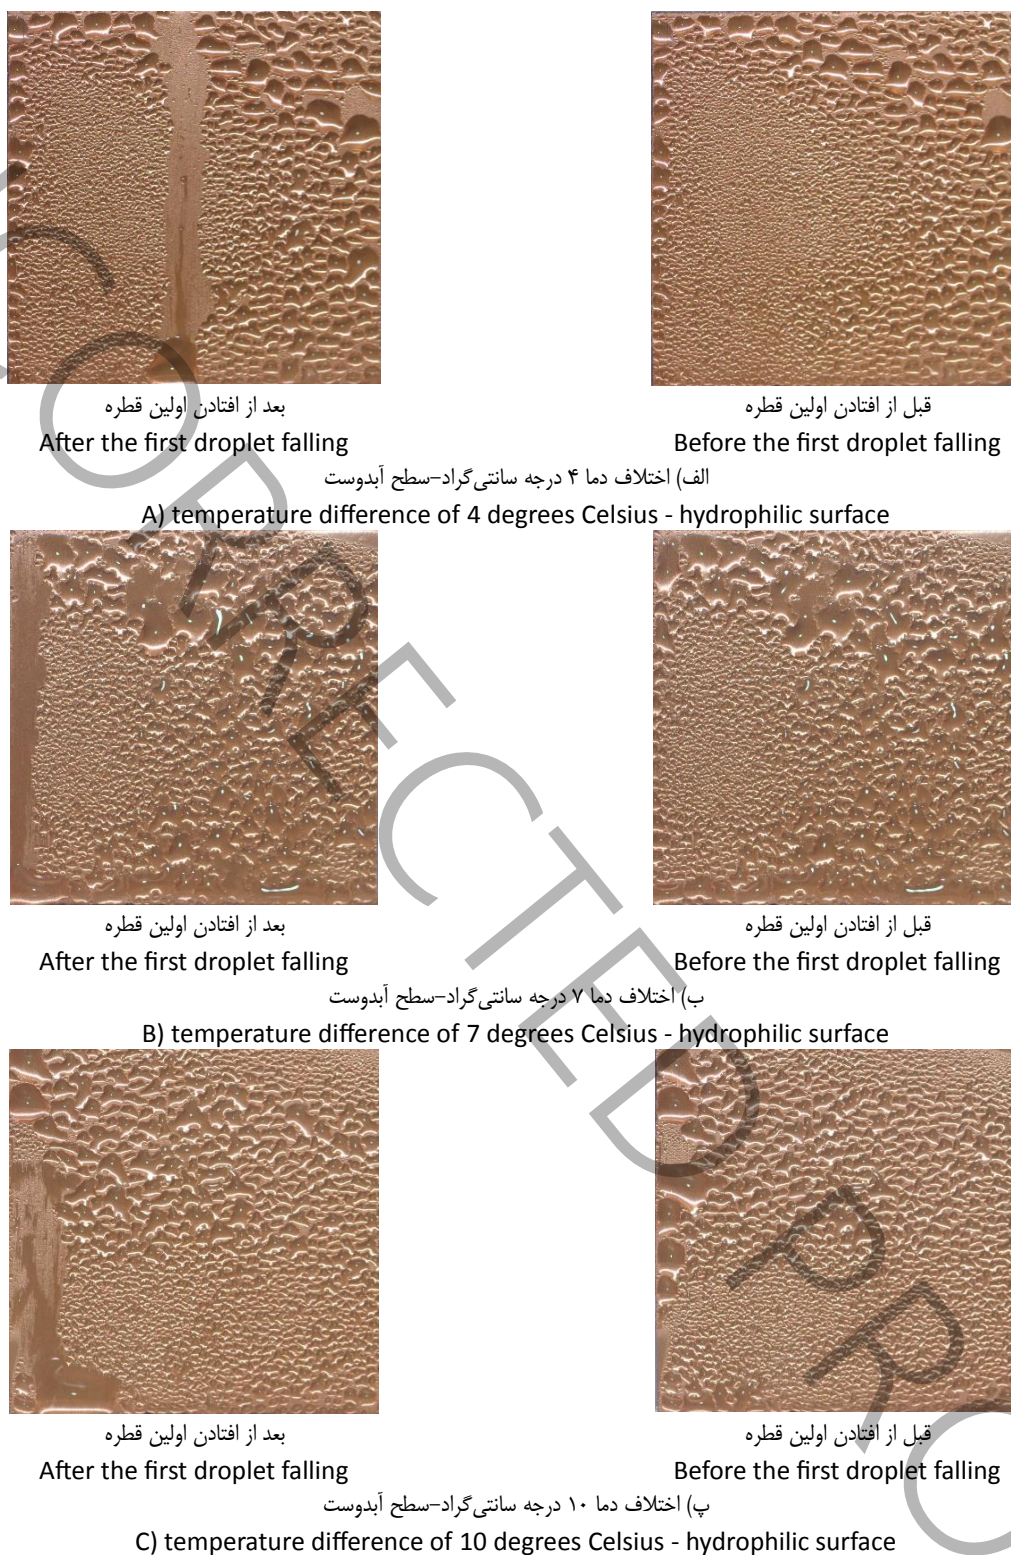 قبل از افتادن اولین قطره
بعد از افتادن اولین قطره
Before the first droplet falling
After the first droplet falling
الف) اختلاف دما ۴ درجه سانتی‌گراد-سطح آبدوست
A) temperature difference of 4 degrees Celsius - hydrophilic surface
قبل از افتادن اولین قطره
بعد از افتادن اولین قطره
Before the first droplet falling
After the first droplet falling
ب) اختلاف دما ۷ درجه سانتی‌گراد-سطح آبدوست
B) temperature difference of 7 degrees Celsius - hydrophilic surface
قبل از افتادن اولین قطره
بعد از افتادن اولین قطره
Before the first droplet falling
After the first droplet falling
پ) اختلاف دما ۱۰ درجه سانتی‌گراد-سطح آبدوست
C) temperature difference of 10 degrees Celsius - hydrophilic surface
CORRECTED PRO